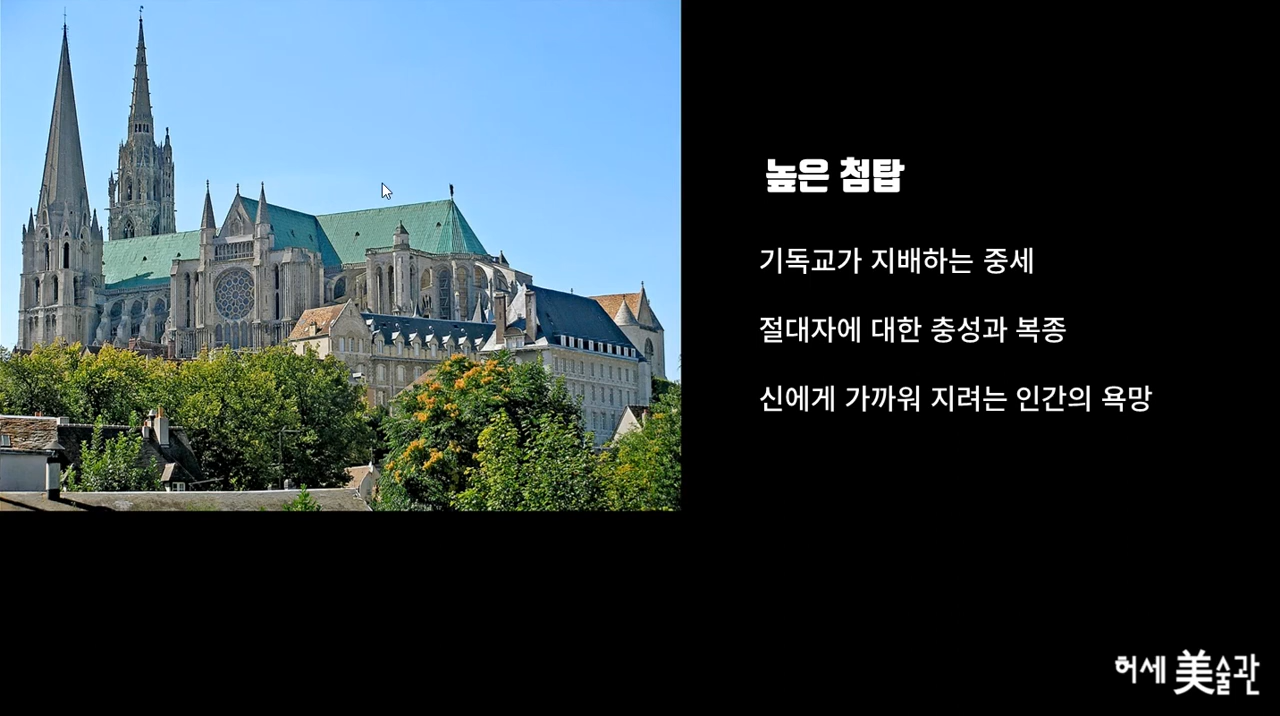 높은 첨탑
기독교가 지배하는 중세
절대자에 대한 충성과 복종
신에게 가까워 지려는 인간의 욕망
허세 美술관